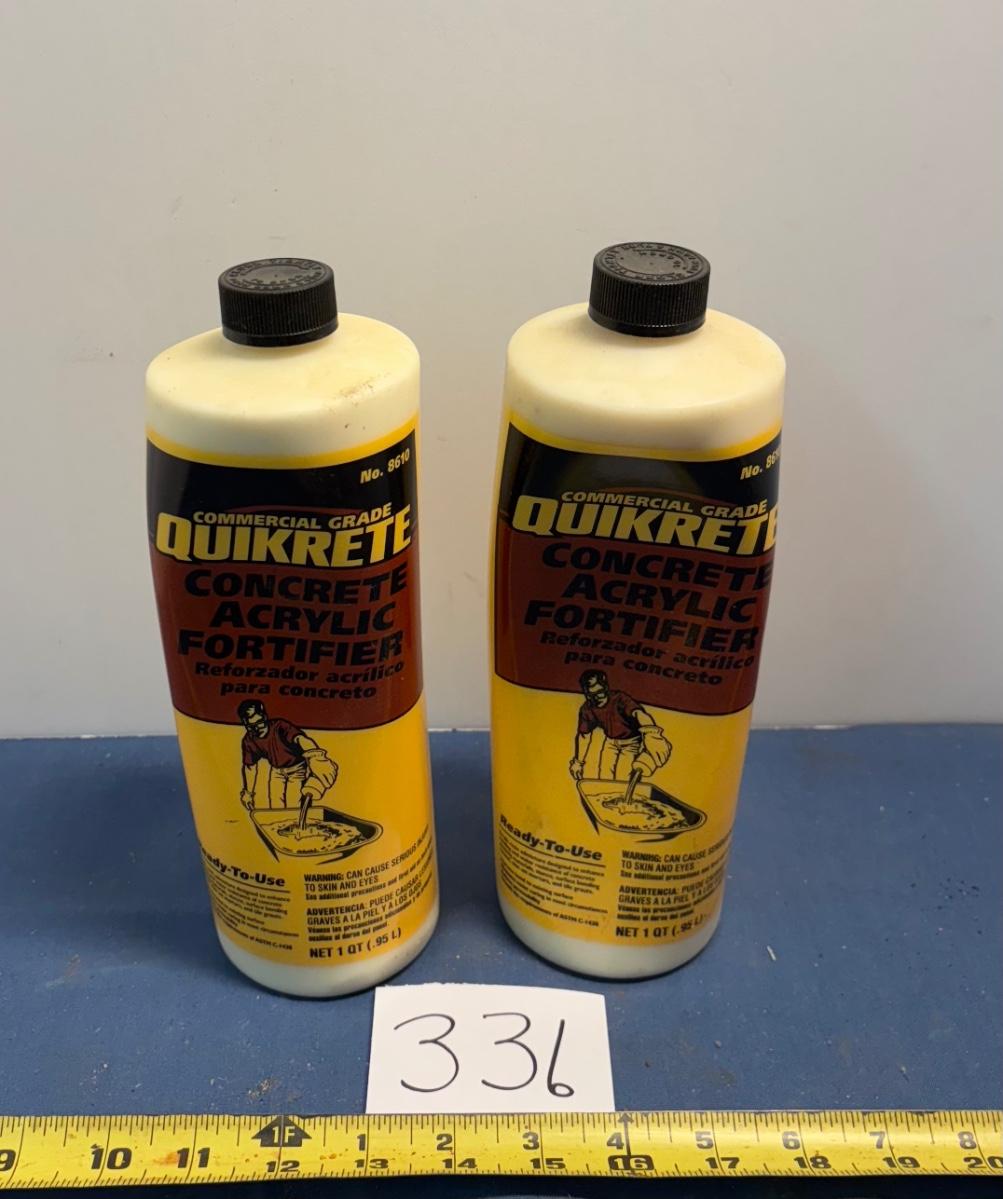 No. 8610
COMMERCIAL GRADE
QUIKRETE
CONCRETE
ACRYLIC
FORTIFIER
Reforzador acrílico
para concreto
Ready-To-Use
WARNING: CAN CAUSE SERIOUS
TO SKIN AND EYES
ADVERTENCIA: PUEDE CAUSAR
GRAVES A LA PIEL Y A LOS OJOS
NET 1 QT (.95 L)
No. 86
COMMERCIAL GRADE
QUIKRETE
CONCRETE
ACRYLIC
FORTIFIER
Reforzador acrílico
para concreto
Ready-To-Use
WARNING: CAN CAUSE SERIOUS
TO SKIN AND EYES
ADVERTENCIA: PUEDE
GRAVES A LA PIEL Y A LOS
NET 1 QT (.95 L)
336
1F 1 2 3 4 5 6 7 8
9 10 11 12 13 14 15 16 17 18 19 20